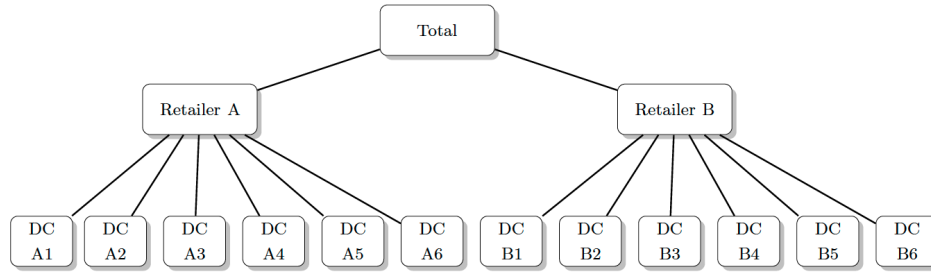 Total
Retailer A
Retailer B
DC
A1
DC
A2
DC
A3
DC
A4
DC
A5
DC
A6
DC
B1
DC
B2
DC
B3
DC
B4
DC
B5
DC
B6